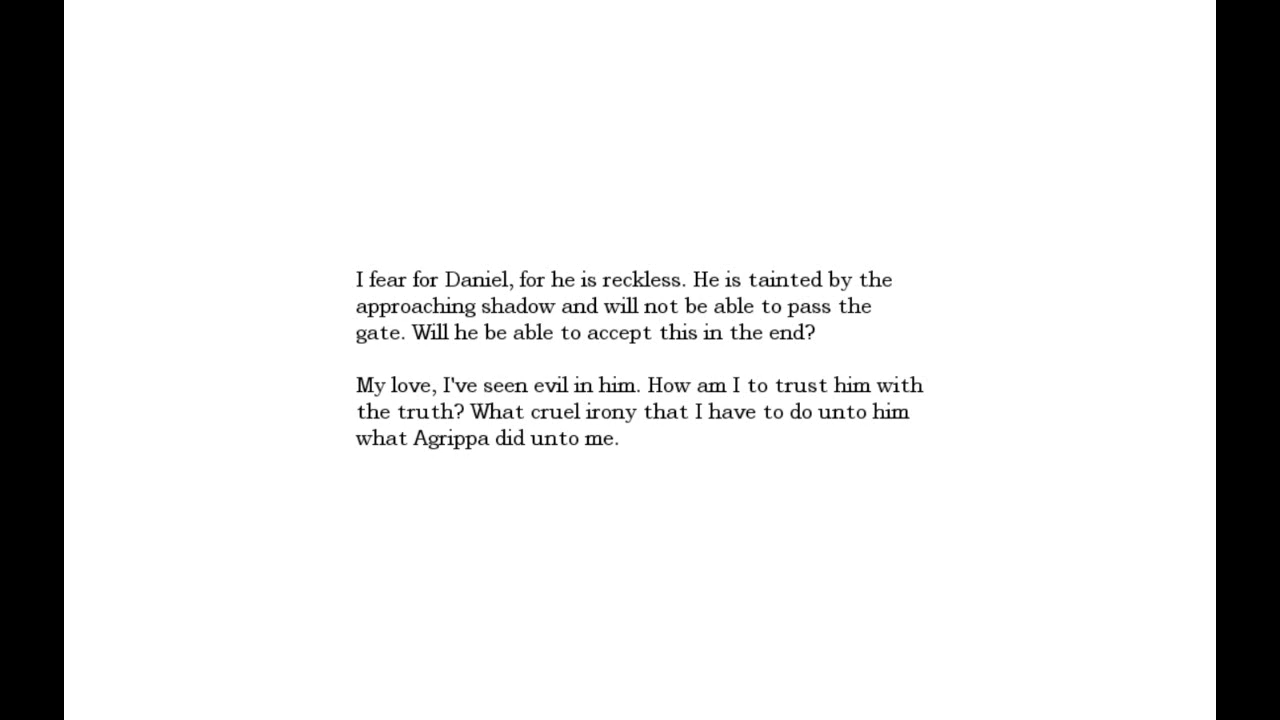 I fear for Daniel, for he is reckless. He is tainted by the
approaching shadow and will not be able to pass the
gate. Will he be able to accept this in the end?
My love, I've seen evil in him. How am I to trust him with
the truth? What cruel irony that I have to do unto him
what Agrippa did unto me.